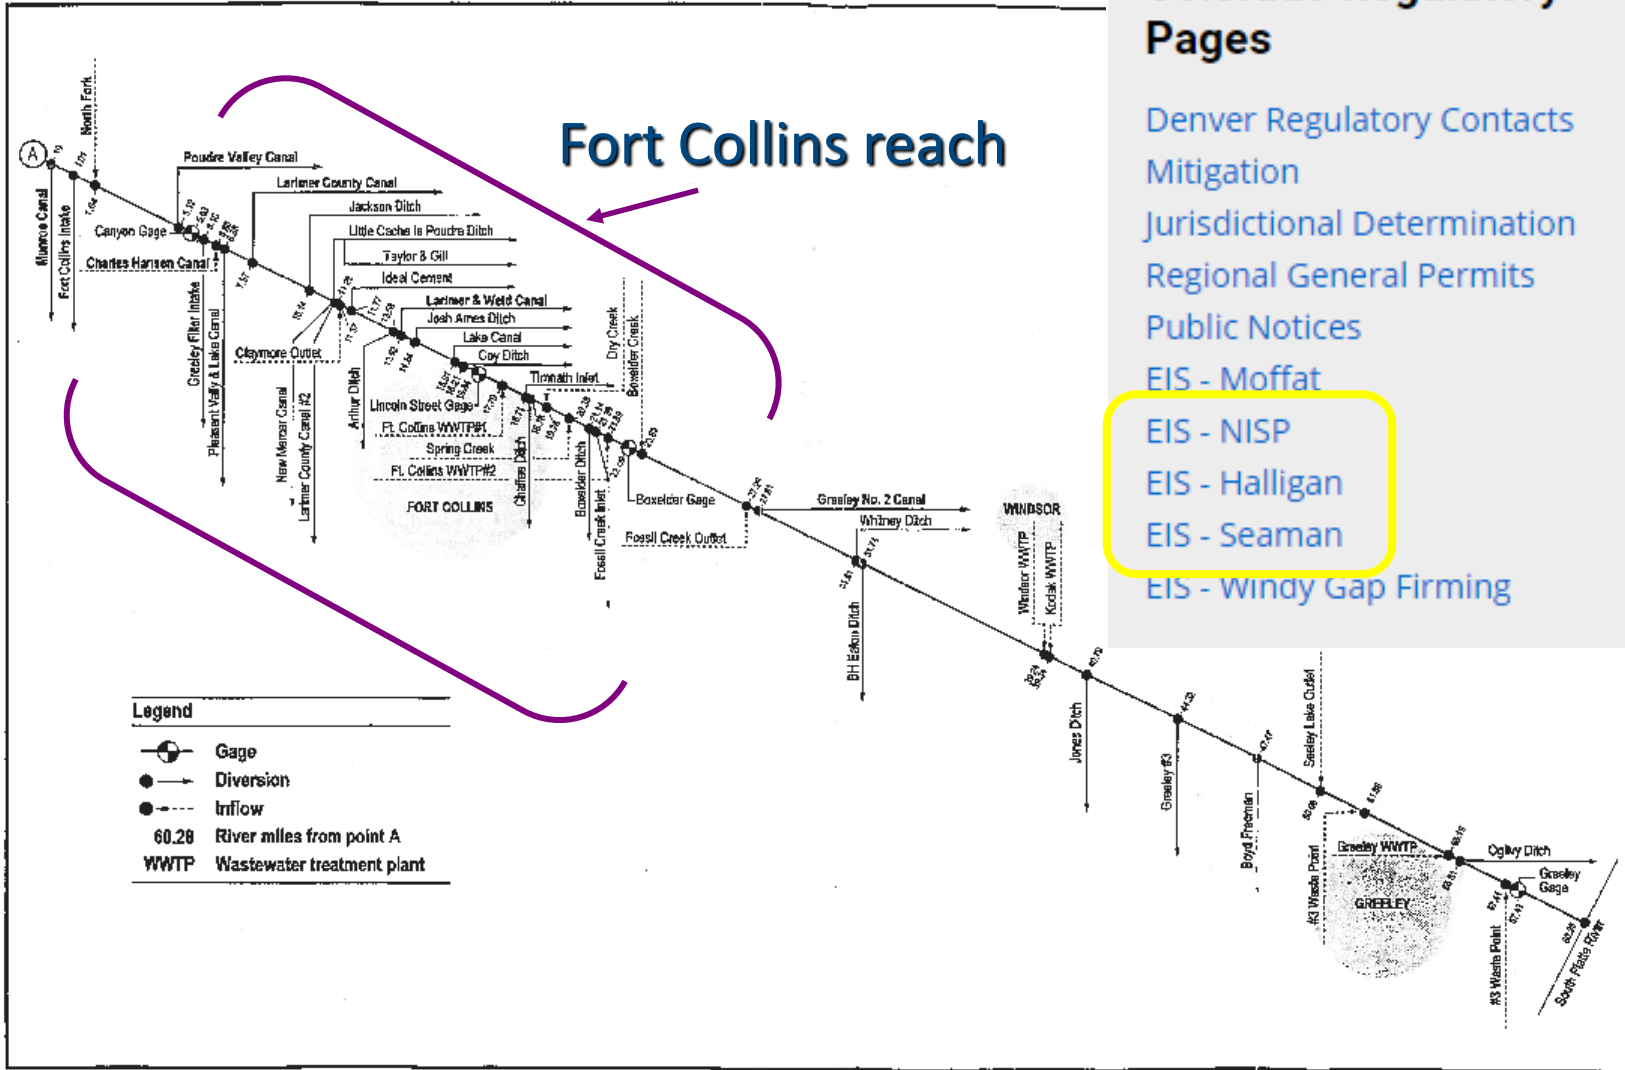 Pages
Denver Regulatory Contacts
Mitigation
Jurisdictional Determination
Regional General Permits
Public Notices
EIS - Moffat
EIS - NISP
EIS - Halligan
EIS - Seaman
EIS - Windy Gap Firming
Fort Collins reach
A
North Fork
Munroe Canal
Fort Collins Intake
Poudre Valley Canal
Canyon Gage
Charles Hansen Canal
Larimer County Canal
Jackson Ditch
Little Cache la Poudre Ditch
Taylor & Gill
Ideal Cement
Greeley Filter Intake
Pleasant Vally & Lake Canal
Claymore Outlet
New Mercer Canal
Larimer County Canal #2
Arthur Ditch
Larimer & Weld Canal
Josh Ames Ditch
Lake Canal
Coy Ditch
Timnath Inlet
Dry Creek
Boxelder Creek
Lincoln Street Gage
Ft. Collins WWTP#1
Spring Creek
Ft. Collins WWTP#2
FORT COLLINS
Chaffee Ditch
Boxelder Ditch
Fossil Creek Inlet
Boxelder Gage
Fossil Creek Outlet
Greeley No. 2 Canal
Whitney Ditch
BH Eaton Ditch
WINDSOR
Windsor WWTP
Kodak WWTP
Jones Ditch
Greeley #3
Boyd Freeman
Seeley Lake Outlet
#3 Waste Point
Greeley WWTP
GREELEY
Ogilvy Ditch
Greeley
Gage
#3 Waste Point
South Platte River
Legend
Gage
Diversion
Inflow
60.28 River miles from point A
WWTP Wastewater treatment plant